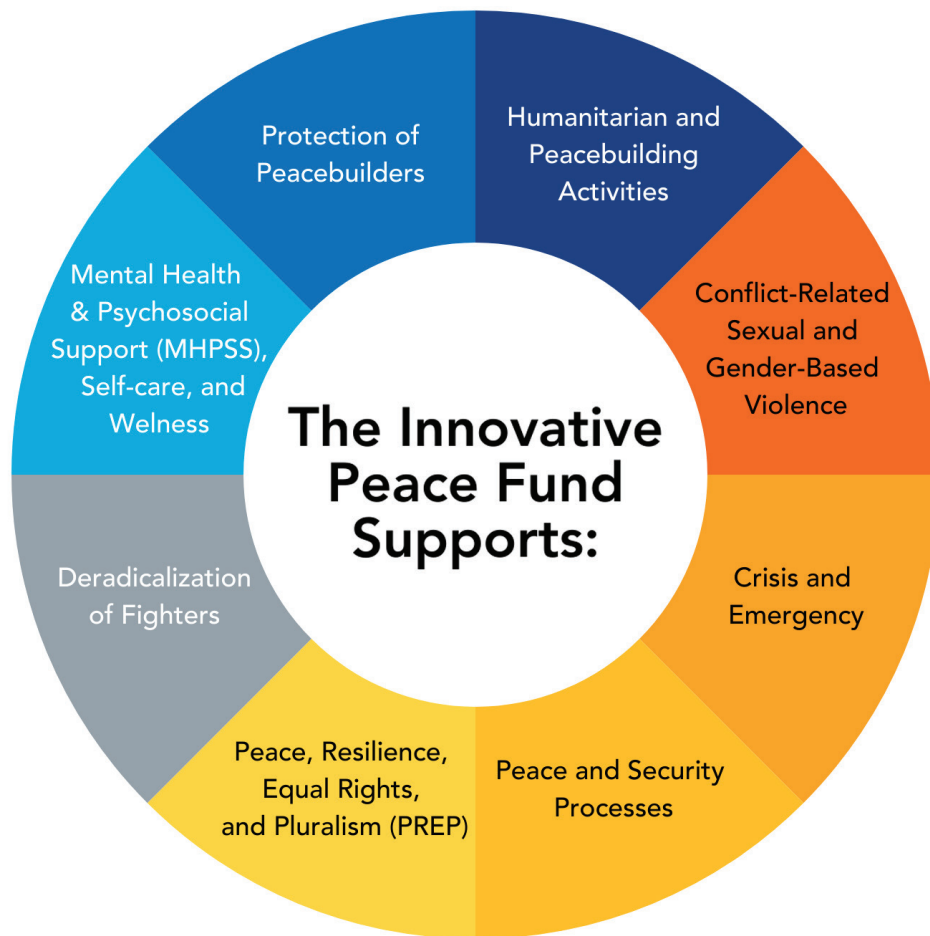 The Innovative
Peace Fund
Supports:
Humanitarian and
Peacebuilding
Activities
Conflict-Related
Sexual and
Gender-Based
Violence
Crisis and
Emergency
Peace and Security
Processes
Peace, Resilience,
Equal Rights,
and Pluralism (PREP)
Deradicalization
of Fighters
Mental Health
& Psychosocial
Support (MHPSS),
Self-care, and
Welness
Protection of
Peacebuilders